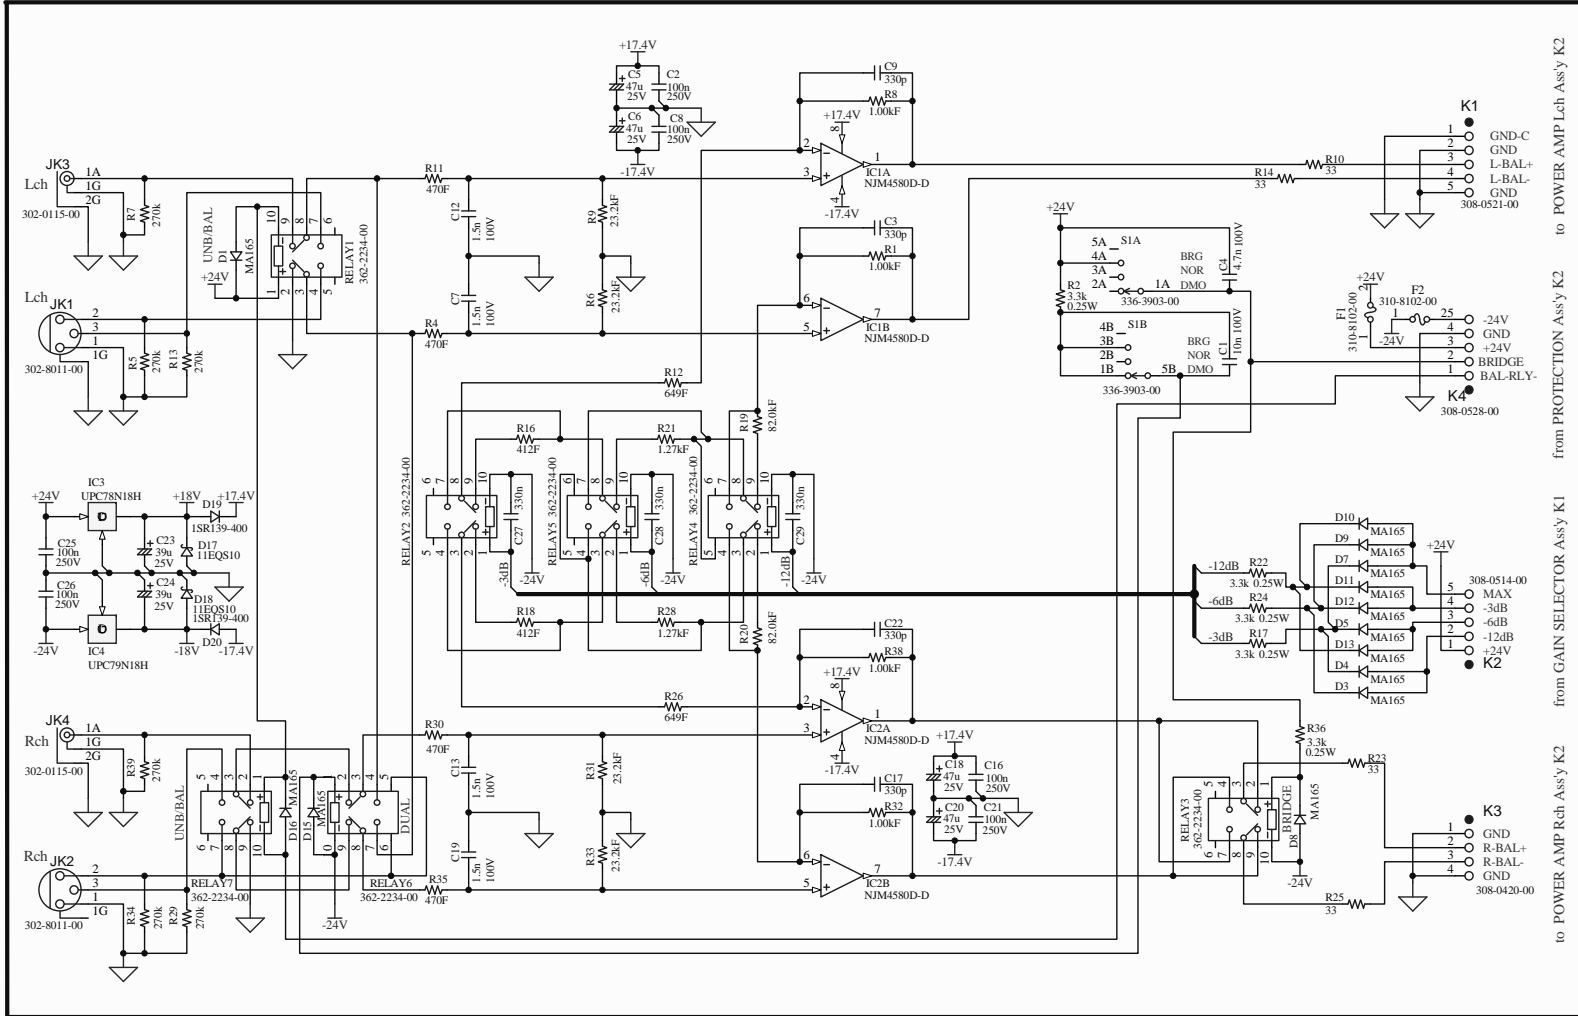 +17.4V
C5
47u
25V
C2
100n
250V
C6
47u
25V
C8
100n
250V
-17.4V
C9
330p
R8
1.00kF
+17.4V
8
2
3
1
IC1A
NJM4580D-D
4
-17.4V
JK3
Lch
1A
1G
2G
302-0115-00
R7
270k
UNB/BAL
D1
MA165
+24V
10
9
8
7
6
1
2
3
4
5
RELAY1
362-2234-00
R11
470F
C12
1.5n
100V
R9
23.2kF
C7
1.5n
100V
R6
23.2kF
R4
470F
C3
330p
R1
1.00kF
6
5
7
IC1B
NJM4580D-D
Lch
JK1
2
3
1
1G
302-8011-00
R5
270k
R13
270k
K1
1
2
3
4
5
GND-C
GND
L-BAL+
L-BAL-
GND
308-0521-00
R10
33
R14
33
to POWER AMP Lch Ass'y K2
+24V
5A
4A
3A
2A
S1A
1A
BRG
NOR
DMO
336-3903-00
C4
4.7n 100V
R2
3.3k
0.25W
4B
3B
2B
1B
S1B
5B
BRG
NOR
DMO
336-3903-00
C1
10n 100V
+24V
2
F1
310-8102-00
1
F2
310-8102-00
1
-24V
25
4
3
2
1
-24V
GND
+24V
BRIDGE
BAL-RLY-
K4
308-0528-00
from PROTECTION Ass'y K2
R12
649F
R16
412F
R21
1.27kF
R19
82.0kF
RELAY2 362-2234-00
6
7
8
9
10
5
4
3
2
1
330n
C27
-3dB
-24V
RELAY5 362-2234-00
6
7
8
9
10
5
4
3
2
1
330n
C28
-6dB
-24V
RELAY4 362-2234-00
6
7
8
9
10
5
4
3
2
1
330n
C29
-12dB
-24V
R18
412F
R28
1.27kF
R20
82.0kF
R26
649F
IC3
UPC78N18H
+24V
+18V
D19
+17.4V
1SR139-400
C25
100n
250V
C23
39u
25V
D17
11EQS10
C26
100n
250V
C24
39u
25V
D18
11EQS10
1SR139-400
-24V
IC4
UPC79N18H
-18V
D20
-17.4V
-12dB
R22
3.3k 0.25W
-6dB
R24
3.3k 0.25W
-3dB
R17
3.3k 0.25W
D10
MA165
D9
MA165
D7
MA165
D11
MA165
D12
MA165
D5
MA165
D13
MA165
D4
MA165
D3
MA165
+24V
308-0514-00
5
4
3
2
1
MAX
-3dB
-6dB
-12dB
+24V
K2
from GAIN SELECTOR Ass'y K1
C22
330p
R38
1.00kF
+17.4V
8
2
3
1
IC2A
NJM4580D-D
4
-17.4V
JK4
Rch
1A
1G
2G
302-0115-00
R39
270k
UNB/BAL
5
4
3
2
1
6
7
8
9
10
RELAY7
362-2234-00
MA165
D16
D15
MA165
1
2
3
4
5
10
9
8
7
6
DUAL
RELAY6
362-2234-00
-24V
R30
470F
C13
1.5n
100V
R31
23.2kF
C19
1.5n
100V
R33
23.2kF
R35
470F
+17.4V
C18
47u
25V
C16
100n
250V
C20
47u
25V
C21
100n
250V
-17.4V
C17
330p
R32
1.00kF
6
5
7
IC2B
NJM4580D-D
Rch
JK2
2
3
1
1G
302-8011-00
R34
270k
R29
270k
R36
3.3k
0.25W
R23
33
RELAY3
362-2234-00
5
4
3
2
1
6
7
8
9
10
BRIDGE
D8
MA165
-24V
R25
33
K3
1
2
3
4
GND
R-BAL+
R-BAL-
GND
308-0420-00
to POWER AMP Rch Ass'y K2